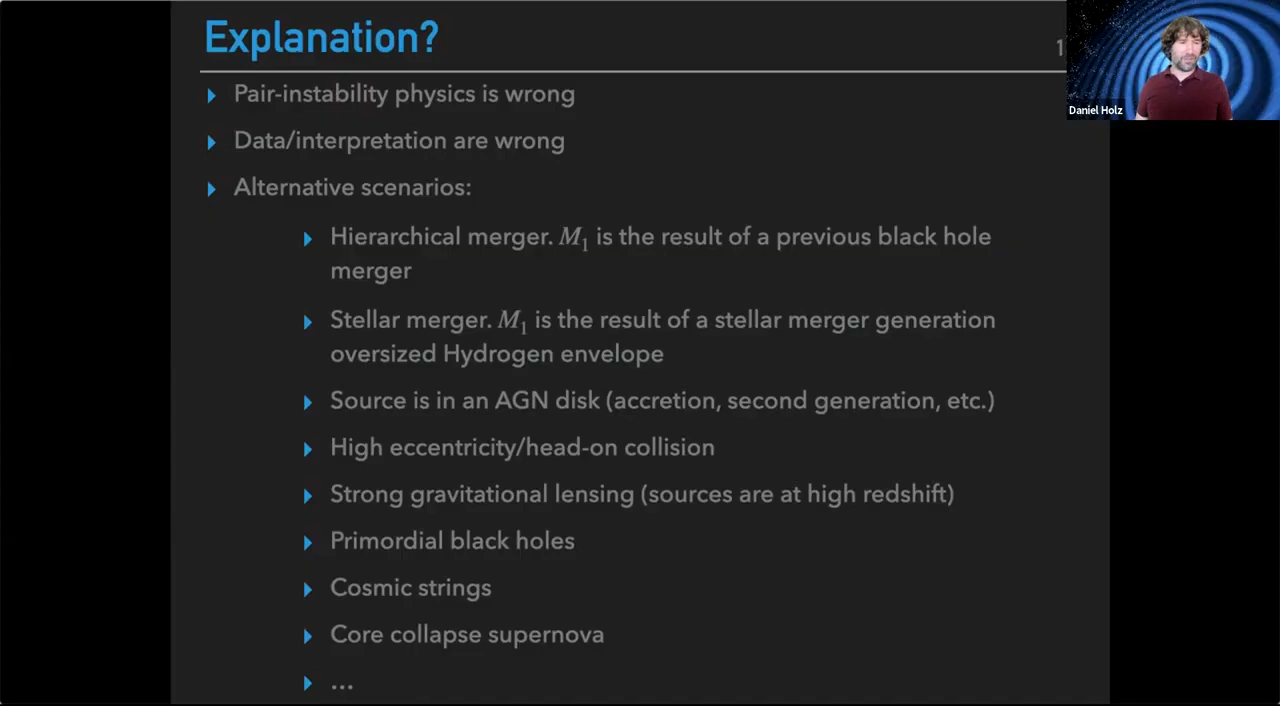 Explanation?
1
Daniel Holz
Pair-instability physics is wrong
Data/interpretation are wrong
Alternative scenarios:
Hierarchical merger. M₁ is the result of a previous black hole
merger
Stellar merger. M₁ is the result of a stellar merger generation
oversized Hydrogen envelope
Source is in an AGN disk (accretion, second generation, etc.)
High eccentricity/head-on collision
Strong gravitational lensing (sources are at high redshift)
Primordial black holes
Cosmic strings
Core collapse supernova
...